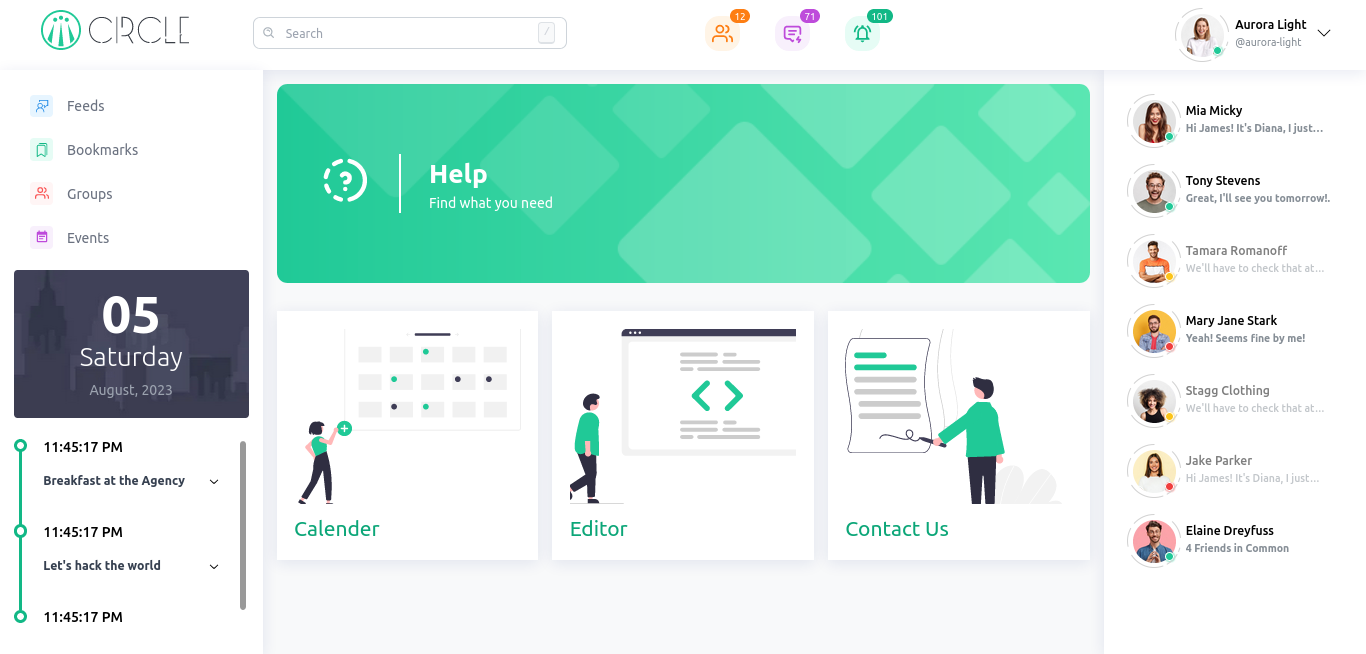 CIRCLE
Search
/
12
71
101
Aurora Light
@aurora-light
Feeds
Bookmarks
Groups
Events
05
Saturday
August, 2023
11:45:17 PM
Breakfast at the Agency
11:45:17 PM
Let's hack the world
11:45:17 PM
Help
Find what you need
Calender
Editor
Contact Us
Mia Micky
Hi James! It's Diana, I just...
Tony Stevens
Great, I'll see you tomorrow!.
Tamara Romanoff
We'll have to check that at...
Mary Jane Stark
Yeah! Seems fine by me!
Stagg Clothing
We'll have to check that at...
Jake Parker
Hi James! It's Diana, I just...
Elaine Dreyfuss
4 Friends in Common